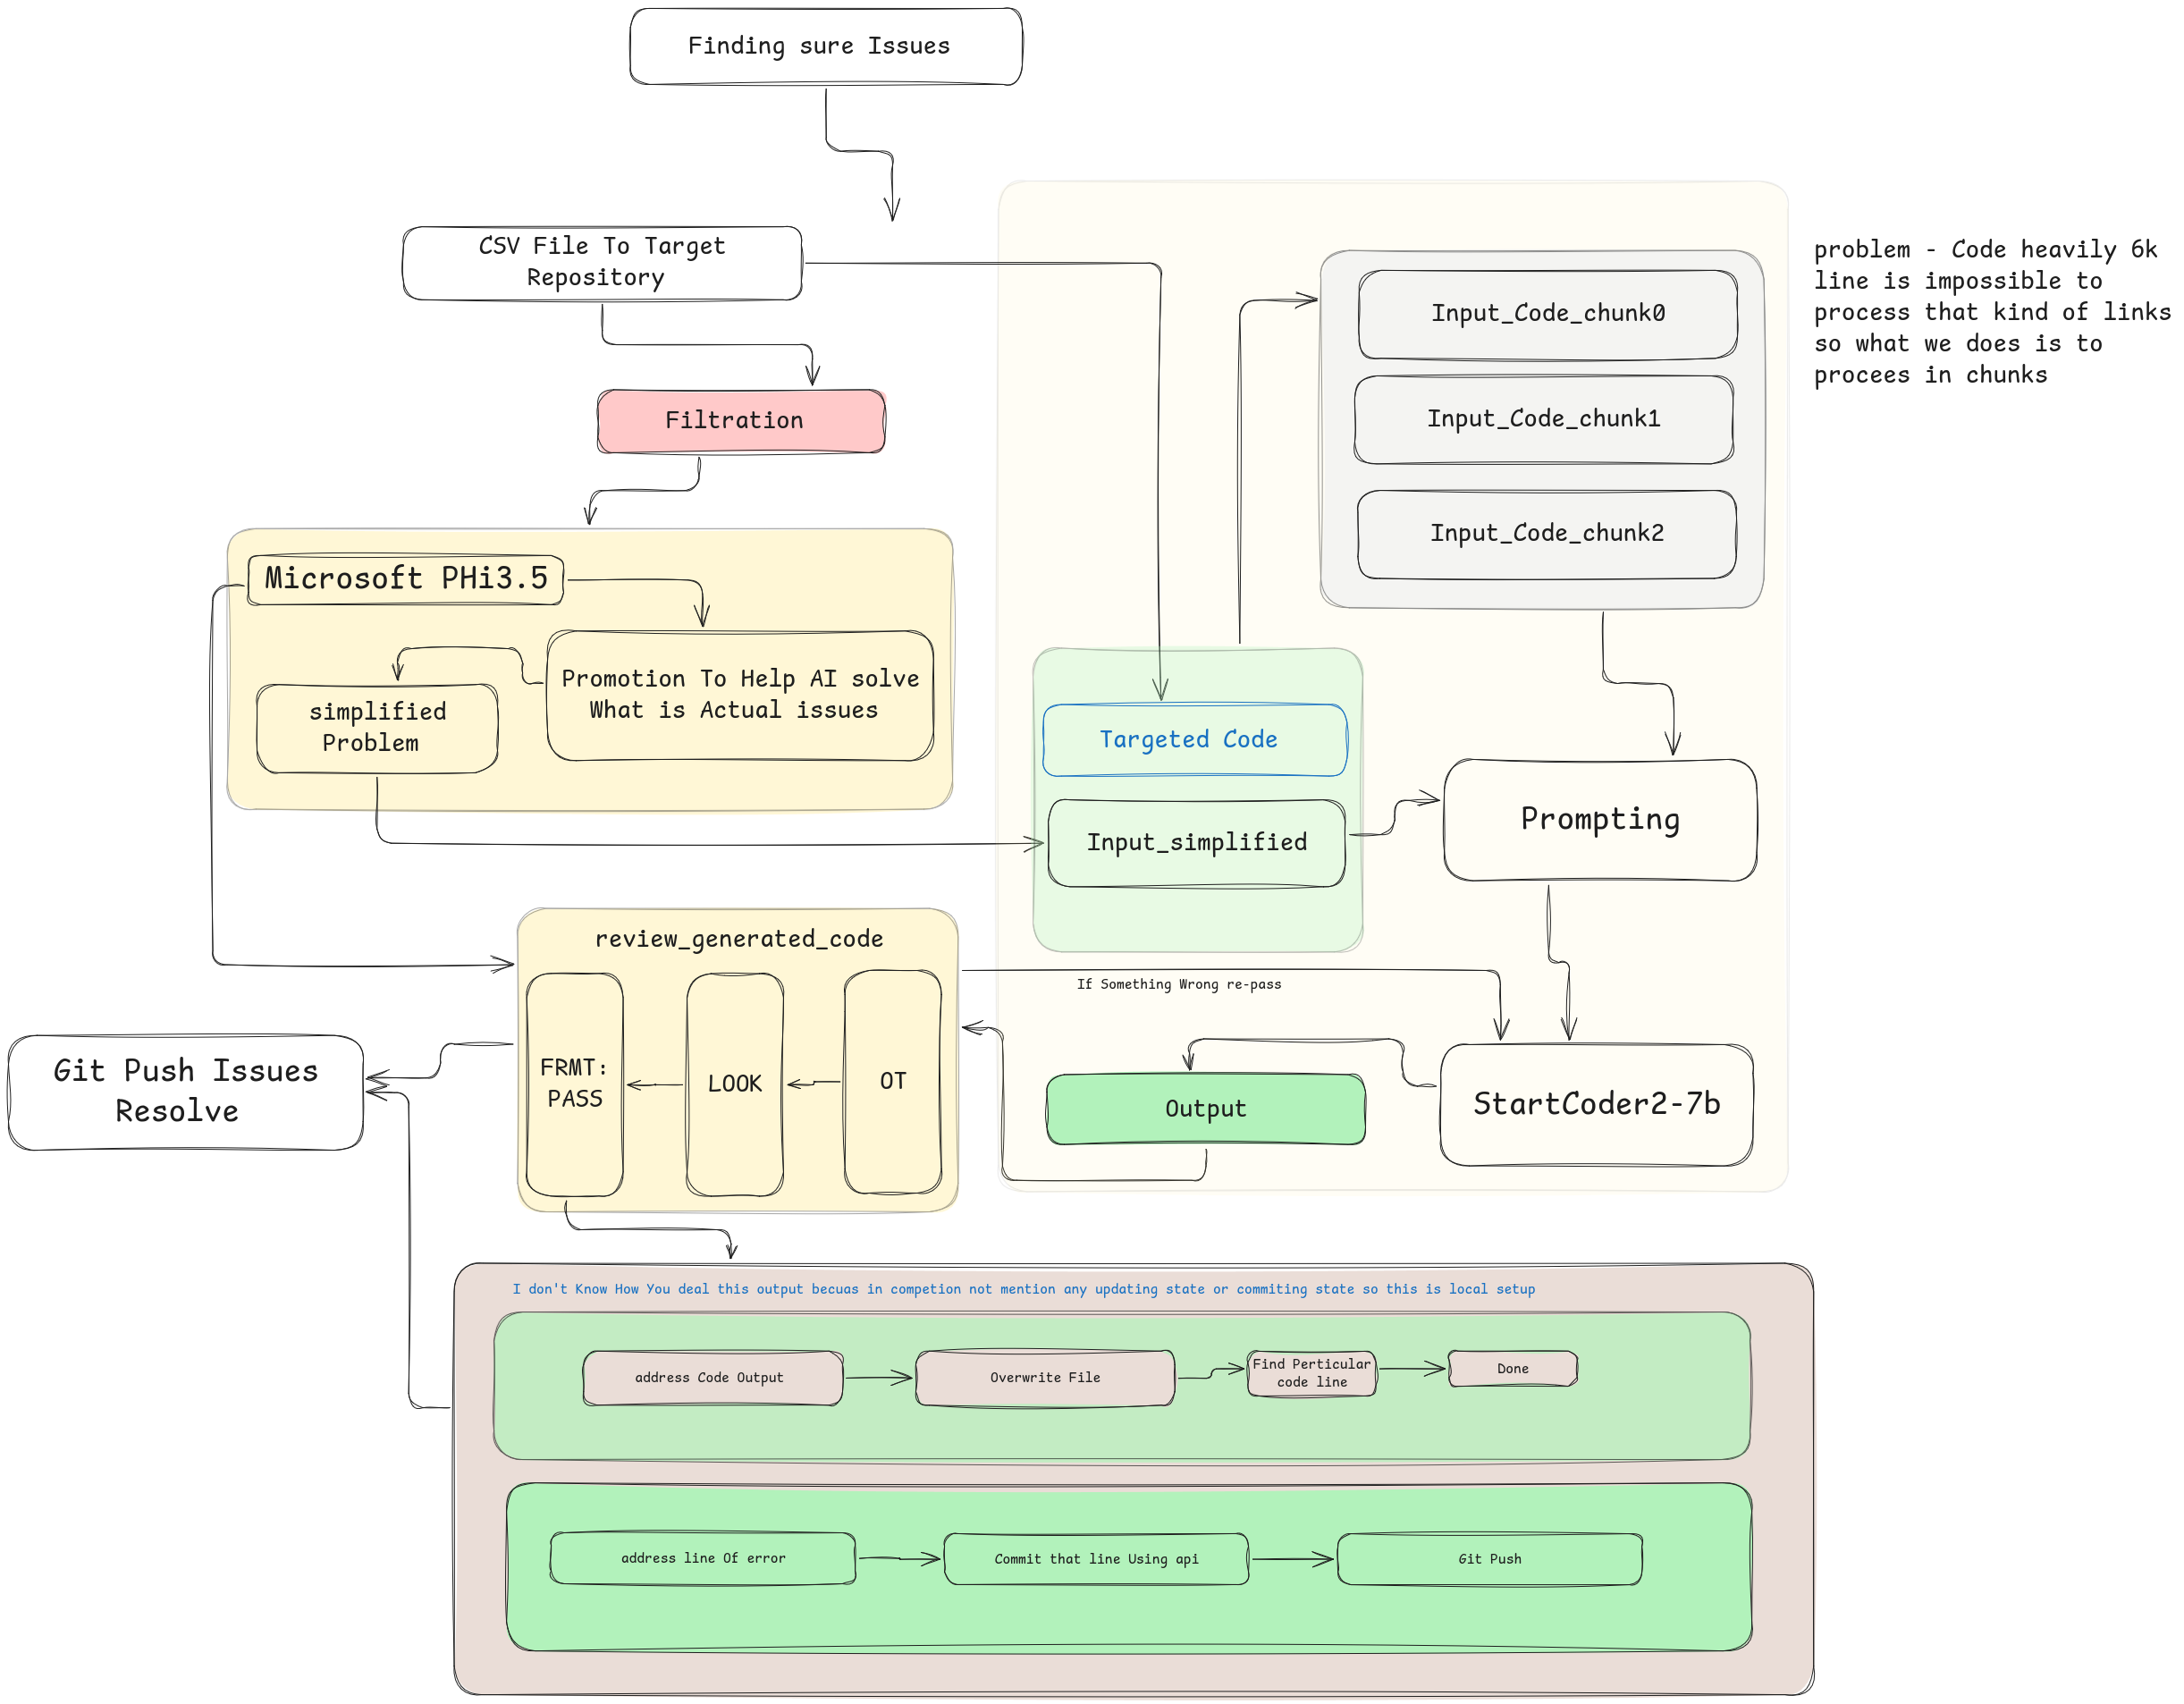 Finding sure Issues
CSV File To Target
Repository
problem - Code heavily 6k
line is impossible to
process that kind of links
so what we does is to
procees in chunks
Input_Code_chunk0
Input_Code_chunk1
Input_Code_chunk2
Filtration
Microsoft PHi3.5
Promotion To Help AI solve
What is Actual issues
simplified
Problem
Targeted Code
Input_simplified
Prompting
review_generated_code
If Something Wrong re-pass
FRMT:
PASS
LOOK
OT
Git Push Issues
Resolve
Output
StartCoder2-7b
I don't Know How You deal this output becuas in competion not mention any updating state or commiting state so this is local setup
address Code Output
Overwrite File
Find Perticular
code line
Done
address line Of error
Commit that line Using api
Git Push